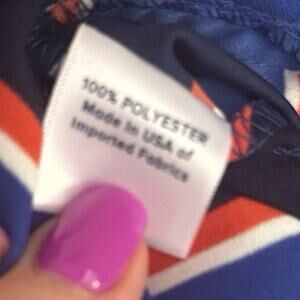 100% POLYESTER
Made in USA of
Imported Fabrics